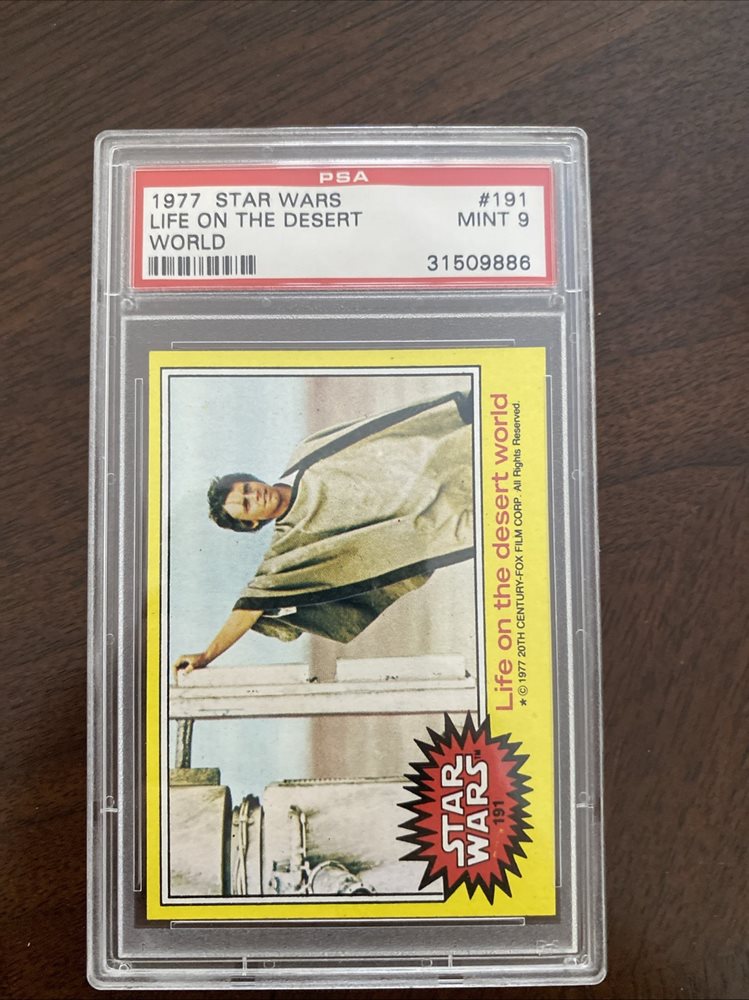 PSA
1977 STAR WARS #191
LIFE ON THE DESERT MINT 9
WORLD
31509886
Life on the desert world
★ © 1977 20TH CENTURY-FOX FILM CORP. All Rights Reserved.
STAR
WARS™
191